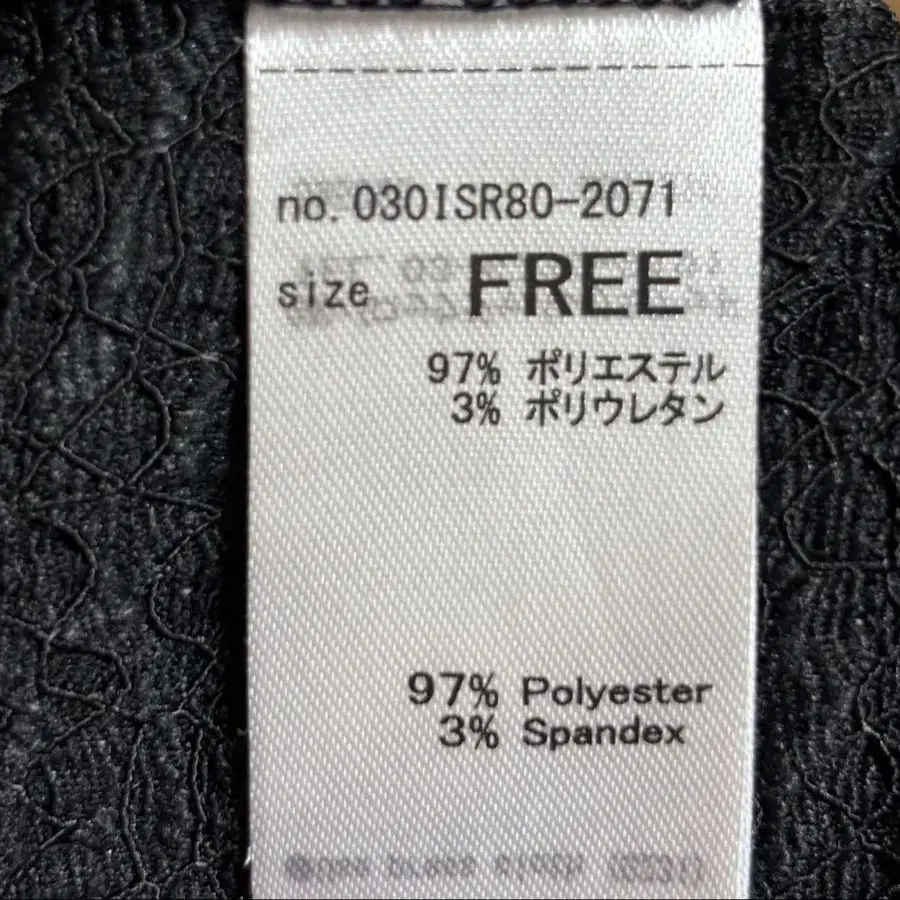 no. 030ISR80-2071
size FREE
97% ポリエステル
3% ポリウレタン
97% Polyester
3% Spandex